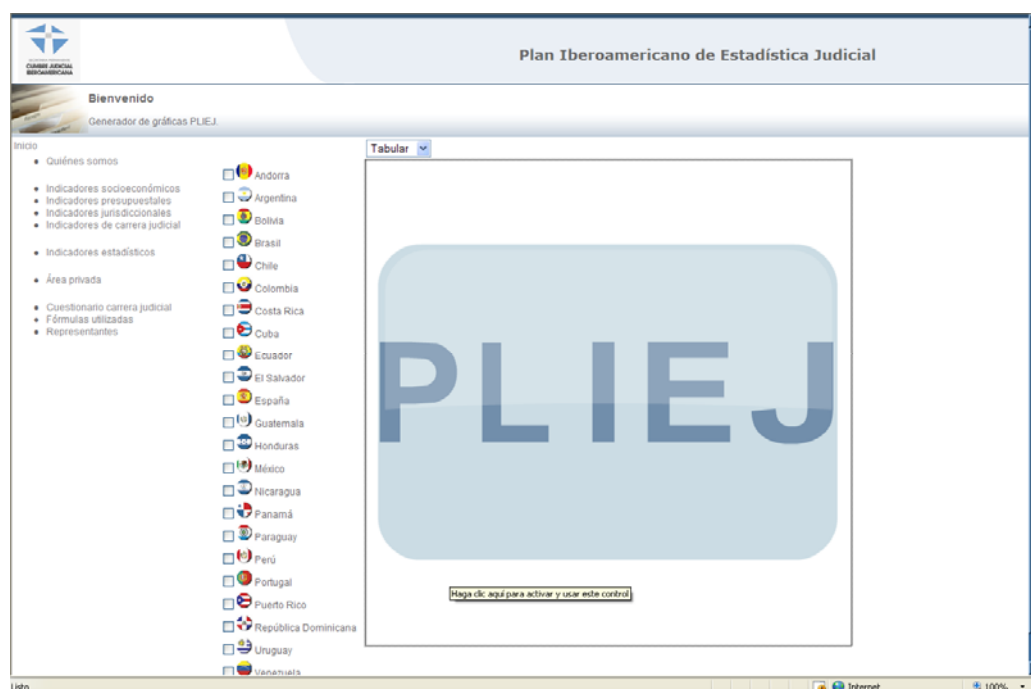 CUMBRE JUDICIAL
IBEROAMERICANA
Plan Iberoamericano de Estadística Judicial
Bienvenido
Generador de gráficas PLIEJ.
Inicio
Quiénes somos
Indicadores socioeconómicos
Indicadores presupuestales
Indicadores jurisdiccionales
Indicadores de carrera judicial
Indicadores estadísticos
Área privada
Cuestionario carrera judicial
Fórmulas utilizadas
Representantes
Tabular
Andorra
Argentina
Bolivia
Brasil
Chile
Colombia
Costa Rica
Cuba
Ecuador
El Salvador
España
Guatemala
Honduras
México
Nicaragua
Panamá
Paraguay
Perú
Portugal
Puerto Rico
República Dominicana
Uruguay
Venezuela
PLIEJ
Haga clic aquí para activar y usar este control
Listo
Internet
100%